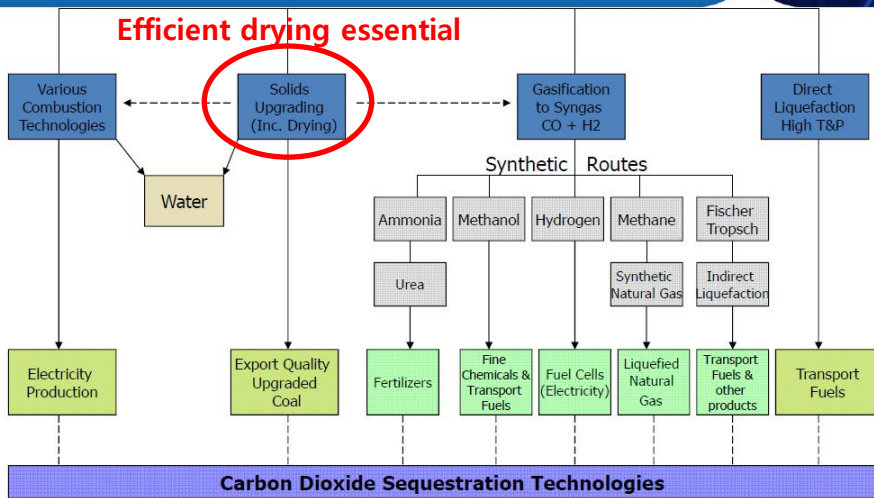 Efficient drying essential
Various
Combustion
Technologies
Solids
Upgrading
(Inc. Drying)
Gasification
to Syngas
CO + H2
Direct
Liquefaction
High T&P
Synthetic Routes
Water
Ammonia
Methanol
Hydrogen
Methane
Fischer
Tropsch
Urea
Synthetic
Natural Gas
Indirect
Liquefaction
Electricity
Production
Export Quality
Upgraded
Coal
Fertilizers
Fine
Chemicals &
Transport
Fuels
Fuel Cells
(Electricity)
Liquefied
Natural
Gas
Transport
Fuels &
other
products
Transport
Fuels
Carbon Dioxide Sequestration Technologies